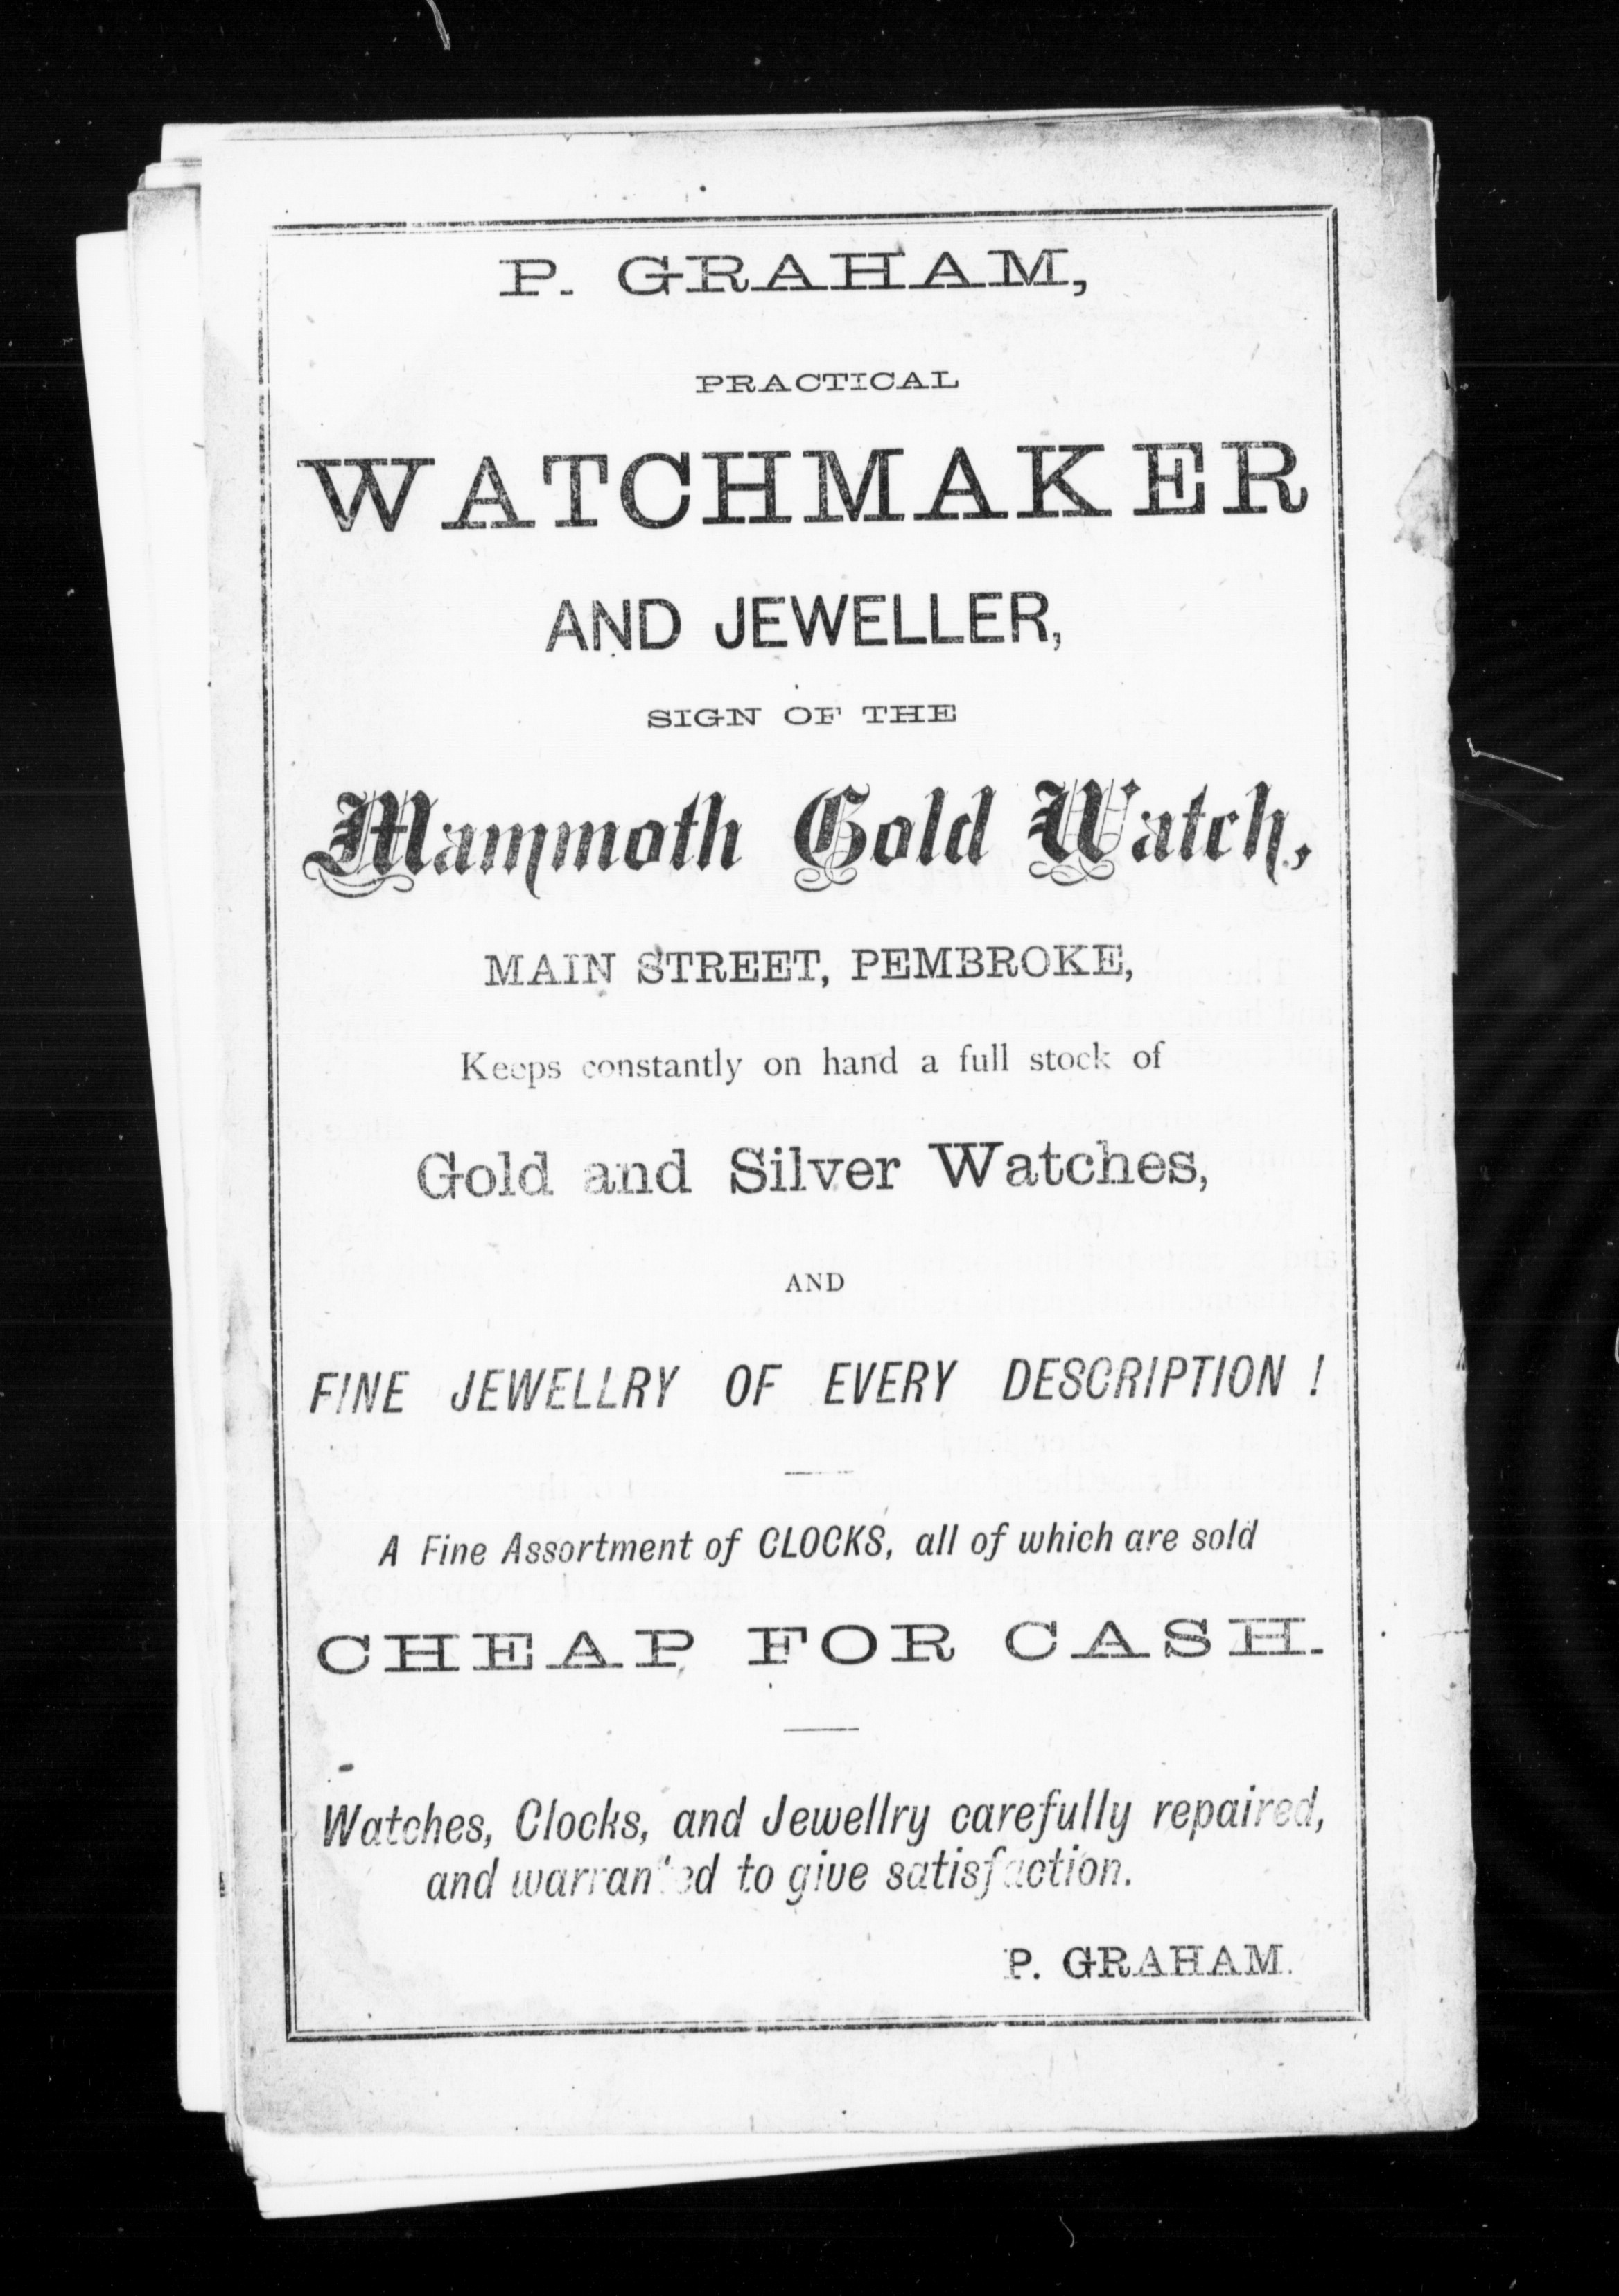 P. GRAHAM,
PRACTICAL
WATCHMAKER
AND JEWELLER,
SIGN OF THE
Mammoth Gold Watch,
MAIN STREET, PEMBROKE,
Keeps constantly on hand a full stock of
Gold and Silver Watches,
AND
FINE JEWELLRY OF EVERY DESCRIPTION !
A Fine Assortment of CLOCKS, all of which are sold
CHEAP FOR CASH.
Watches, Clocks, and Jewellry carefully repaired,
and warranted to give satisfaction.
P. GRAHAM.